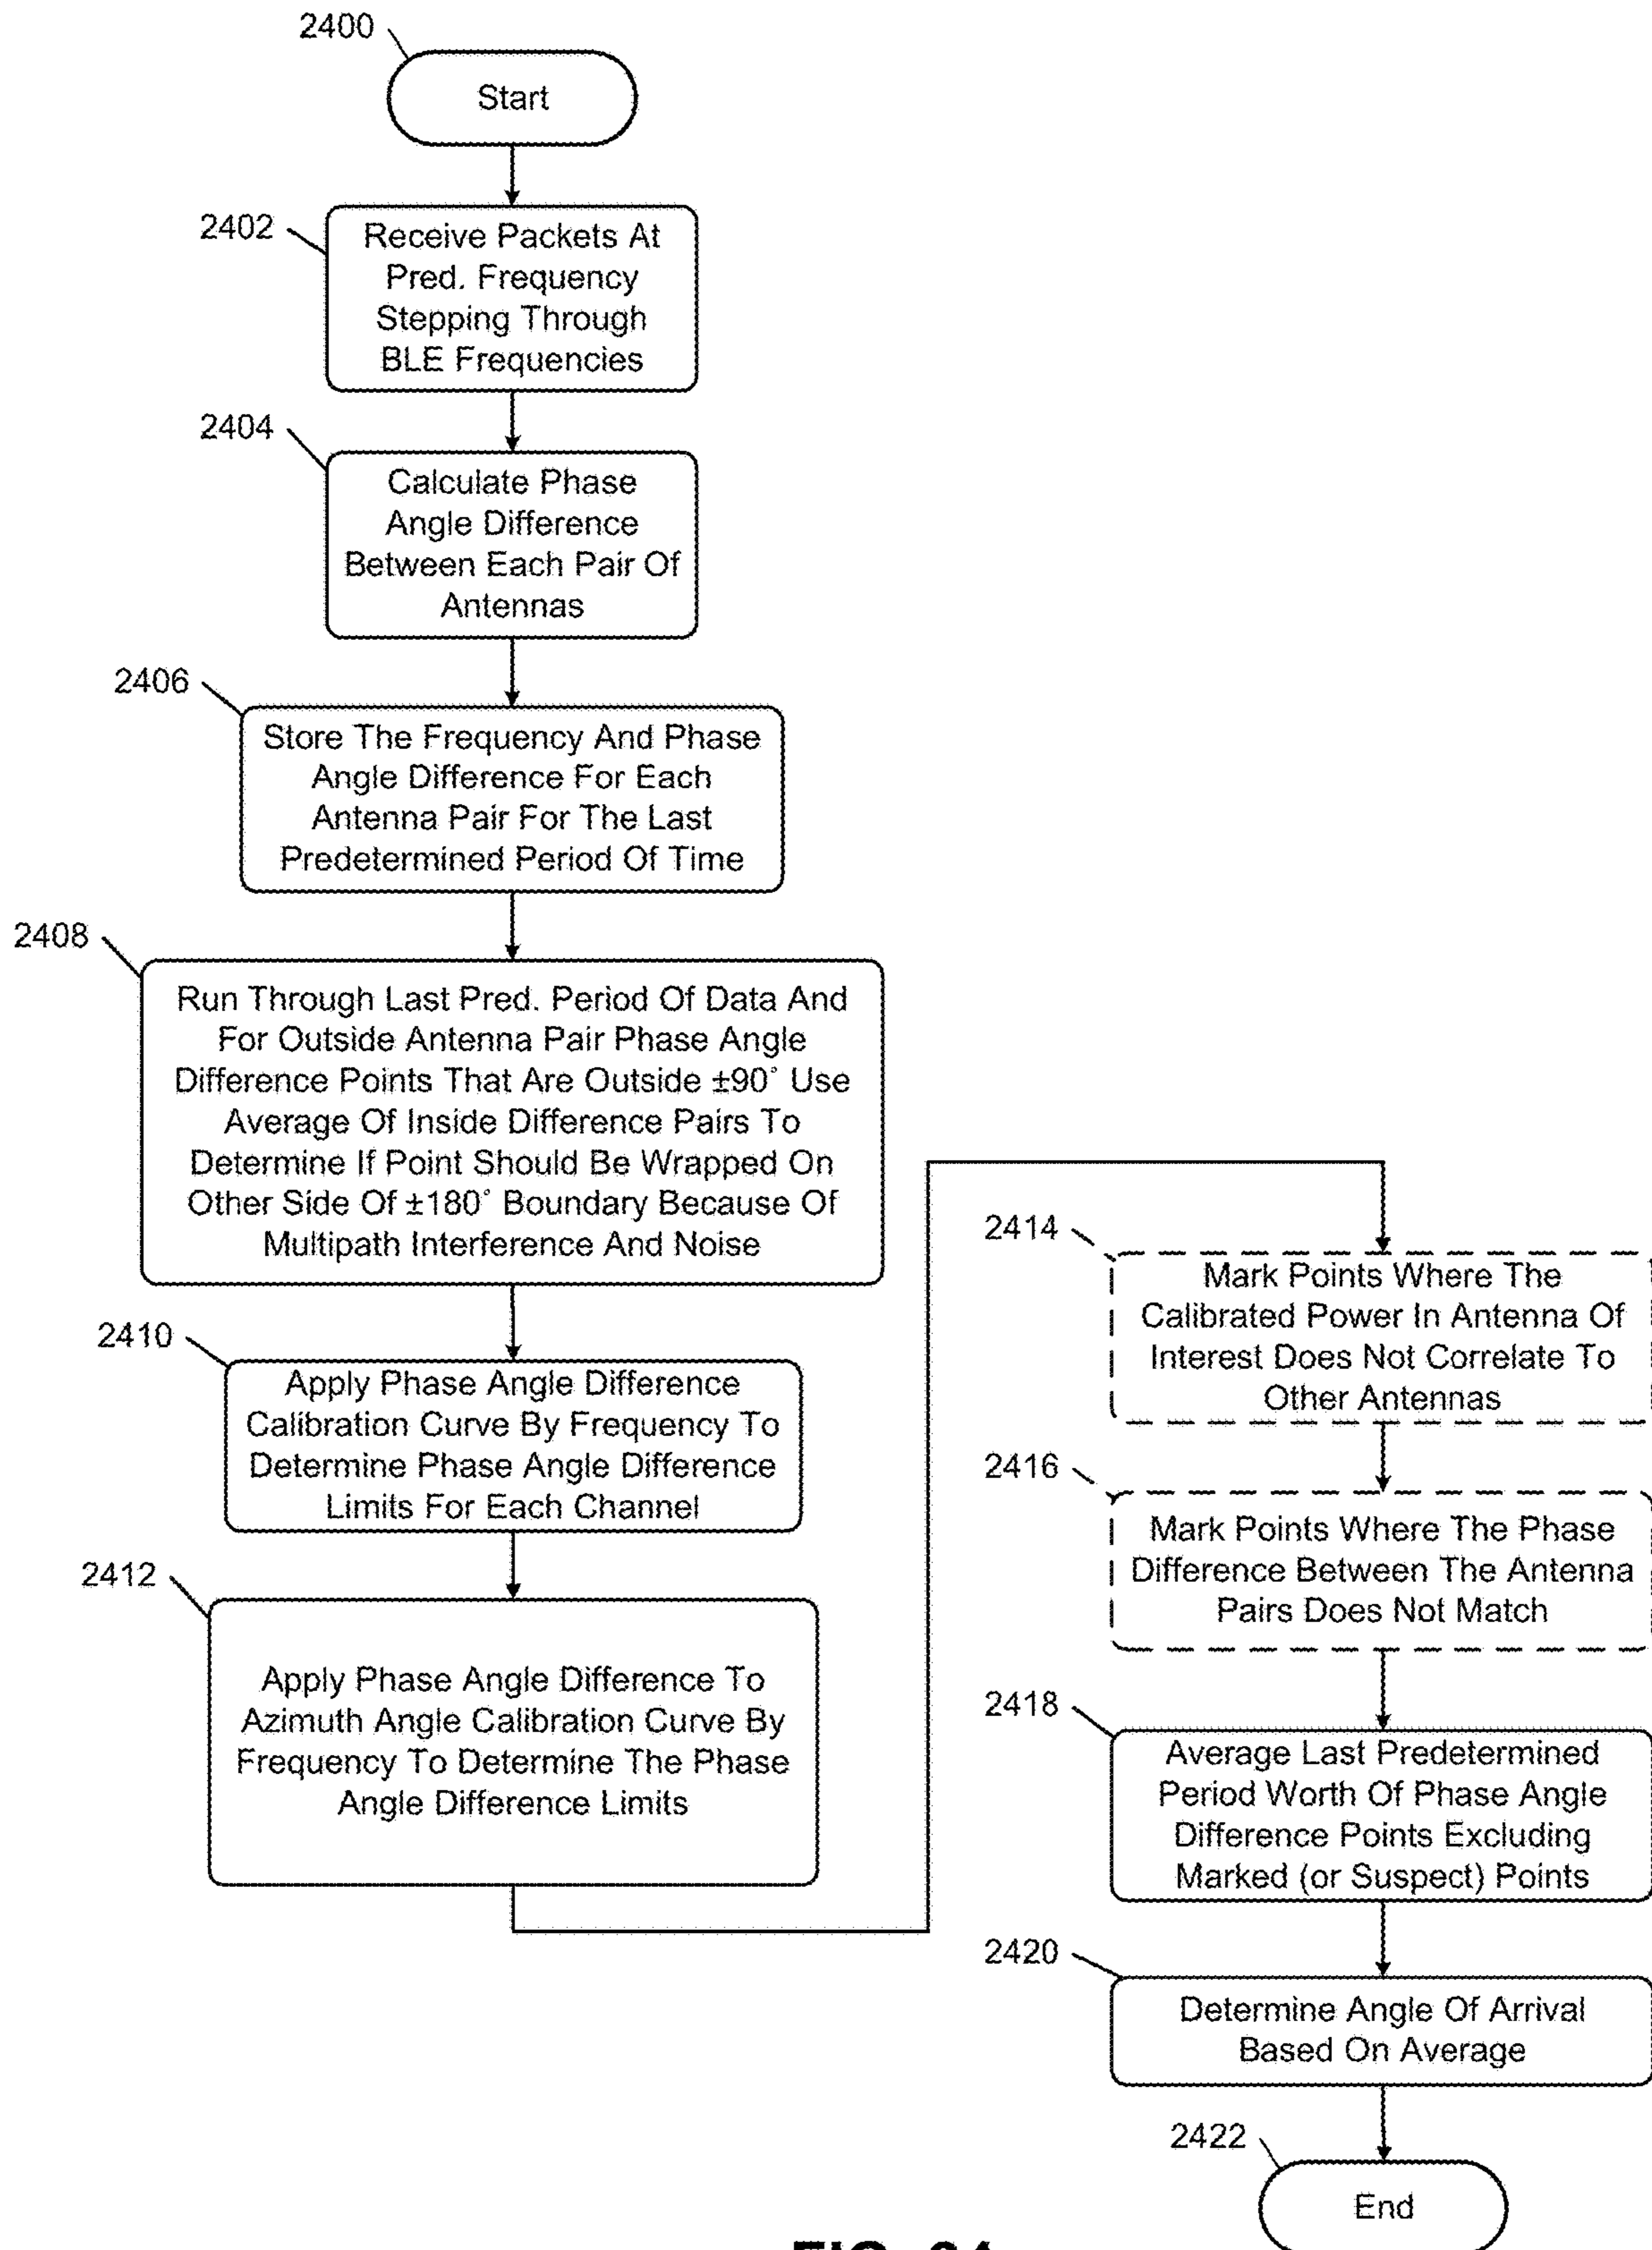 2400
Start
2402
Receive Packets At
Pred. Frequency
Stepping Through
BLE Frequencies
2404
Calculate Phase
Angle Difference
Between Each Pair Of
Antennas
2406
Store The Frequency And Phase
Angle Difference For Each
Antenna Pair For The Last
Predetermined Period Of Time
2408
Run Through Last Pred. Period Of Data And
For Outside Antenna Pair Phase Angle
Difference Points That Are Outside ±90° Use
Average Of Inside Difference Pairs To
Determine If Point Should Be Wrapped On
Other Side Of ±180° Boundary Because Of
Multipath Interference And Noise
2410
Apply Phase Angle Difference
Calibration Curve By Frequency To
Determine Phase Angle Difference
Limits For Each Channel
2412
Apply Phase Angle Difference To
Azimuth Angle Calibration Curve By
Frequency To Determine The Phase
Angle Difference Limits
2414
Mark Points Where The
Calibrated Power In Antenna Of
Interest Does Not Correlate To
Other Antennas
2416
Mark Points Where The Phase
Difference Between The Antenna
Pairs Does Not Match
2418
Average Last Predetermined
Period Worth Of Phase Angle
Difference Points Excluding
Marked (or Suspect) Points
2420
Determine Angle Of Arrival
Based On Average
2422
End